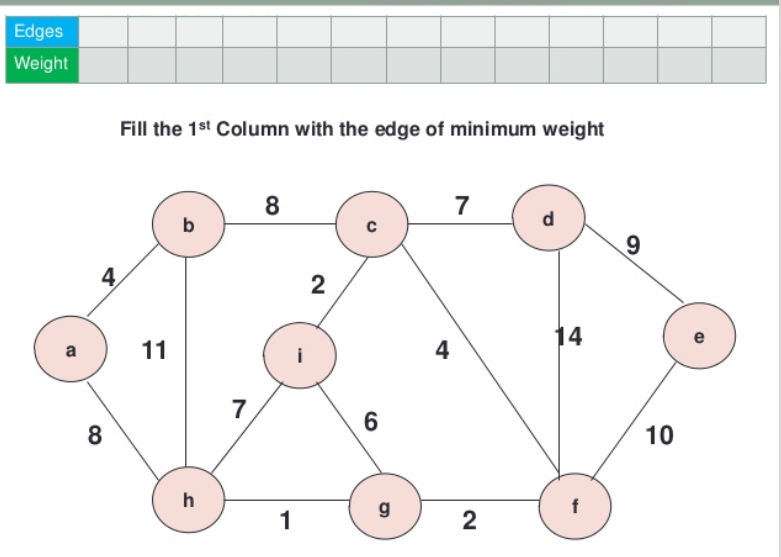 Edges
Weight
Fill the 1st Column with the edge of minimum weight
8
7
b
c
d
9
4
2
a
11
i
4
14
e
7
6
8
10
h
g
f
1
2